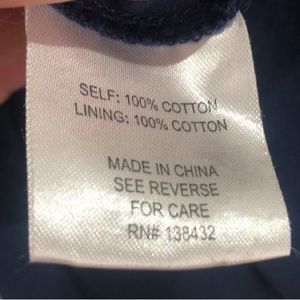 SELF: 100% COTTON
LINING: 100% COTTON
MADE IN CHINA
SEE REVERSE
FOR CARE
RN# 138432